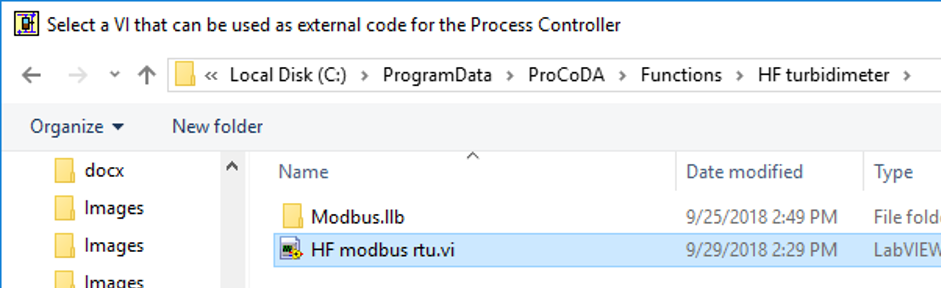 Select a VI that can be used as external code for the Process Controller
« Local Disk (C:) > ProgramData > ProCoDA > Functions > HF turbidimeter >
Organize New folder
Name Date modified Type
docx
Images
Images
Images
Modbus.llb 9/25/2018 2:49 PM File fold
HF modbus rtu.vi 9/29/2018 2:29 PM LabVIEW